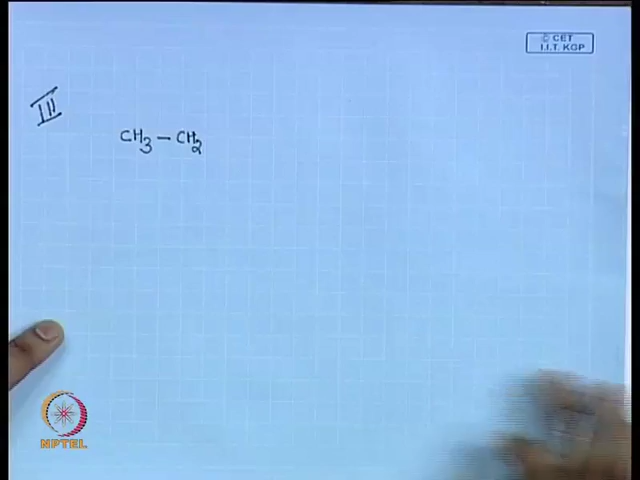 © CET
I.I.T. KGP
III
CH₃ — CH₂
NPTEL